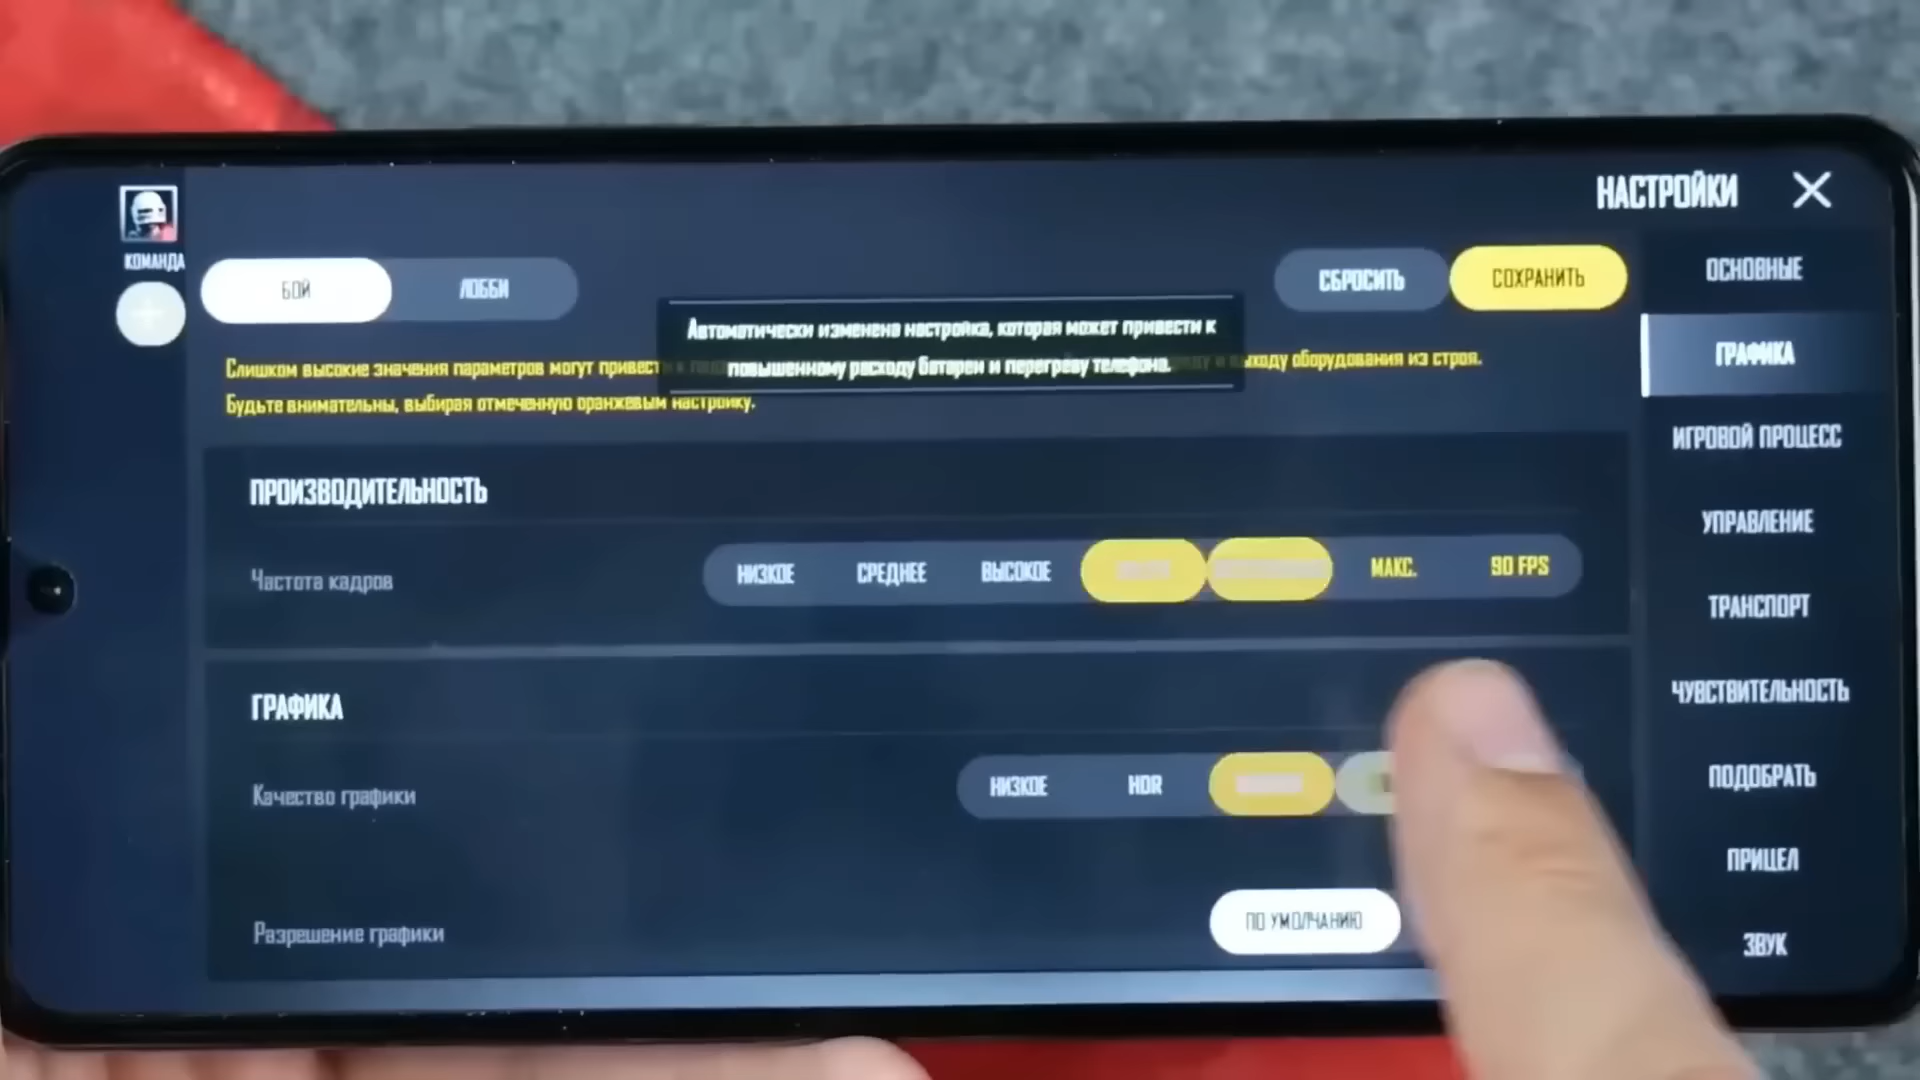 НАСТРОЙКИ
КОМАНДА
БОЙ
ЛОББИ
СБРОСИТЬ
СОХРАНИТЬ
Автоматически изменена настройка, которая может привести к
повышенному расходу батареи и перегреву телефона.
Слишком высокие значения параметров могут привести выходу оборудования из строя.
Будьте внимательны, выбирая отмеченную оранжевым настройку.
ПРОИЗВОДИТЕЛЬНОСТЬ
Частота кадров
НИЗКОЕ
СРЕДНЕЕ
ВЫСОКОЕ
МАКС.
90 FPS
ГРАФИКА
Качество графики
НИЗКОЕ
HDR
Разрешение графики
ПО УМОЛЧАНИЮ
ОСНОВНЫЕ
ГРАФИКА
ИГРОВОЙ ПРОЦЕСС
УПРАВЛЕНИЕ
ТРАНСПОРТ
ЧУВСТВИТЕЛЬНОСТЬ
ПОДОБРАТЬ
ПРИЦЕЛ
ЗВУК